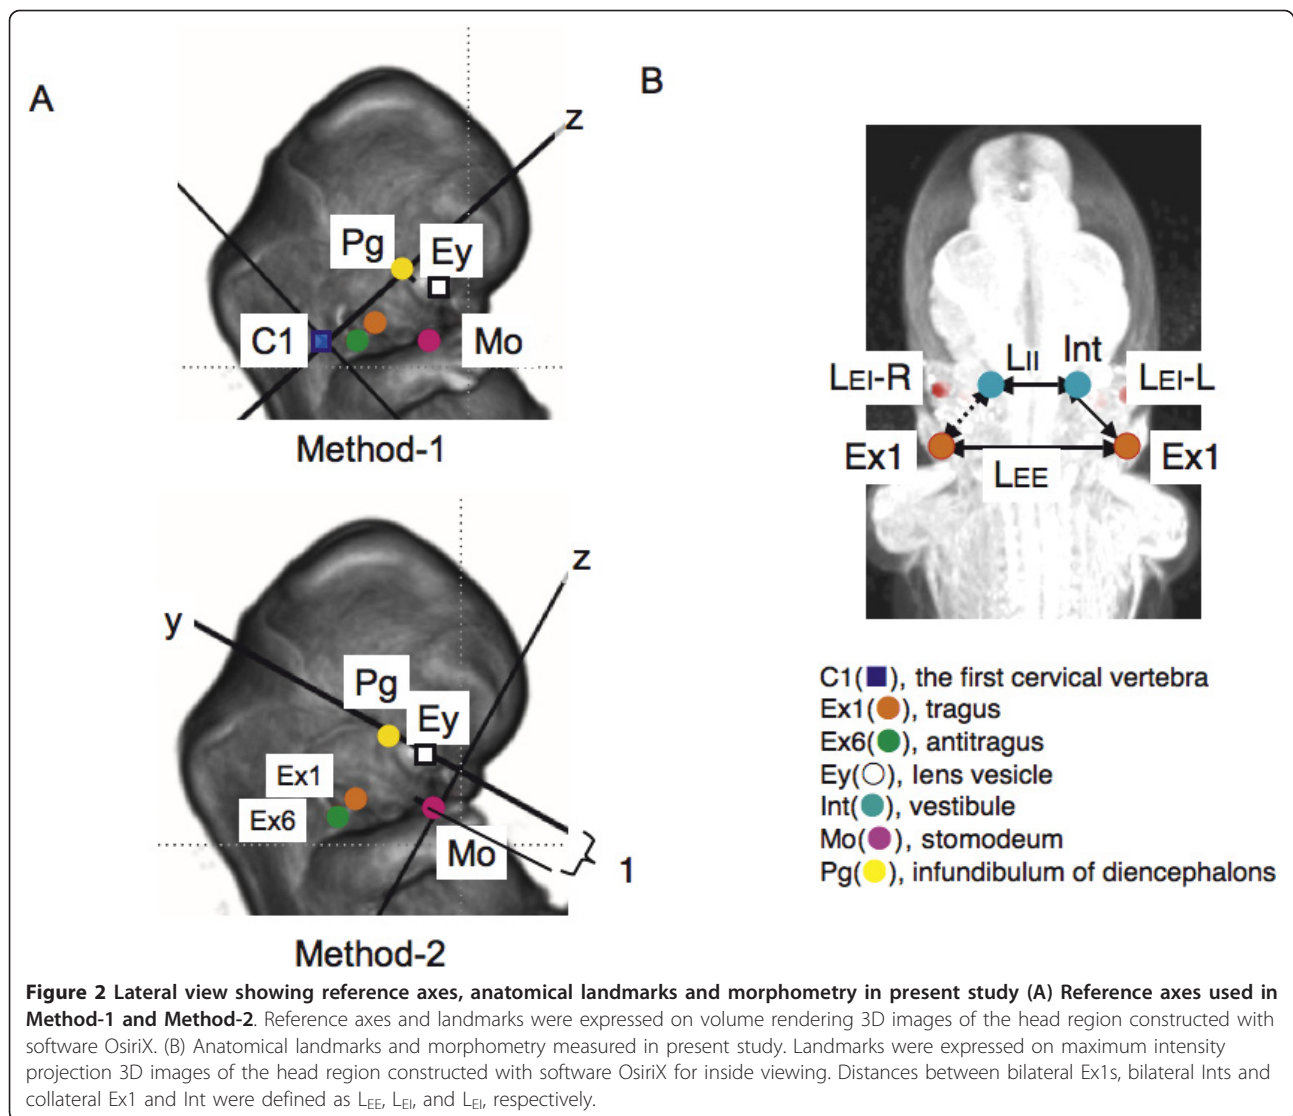 A
z
Pg
Ey
C1
Mo
Method-1
z
y
Pg
Ey
Ex1
Ex6
Mo
1
Method-2
B
LII
Int
LEI-R
LEI-L
Ex1
Ex1
LEE
C1(■), the first cervical vertebra
Ex1(●), tragus
Ex6(●), antitragus
Ey(○), lens vesicle
Int(●), vestibule
Mo(●), stomodeum
Pg(●), infundibulum of diencephalons
Figure 2 Lateral view showing reference axes, anatomical landmarks and morphometry in present study (A) Reference axes used in
Method-1 and Method-2. Reference axes and landmarks were expressed on volume rendering 3D images of the head region constructed with
software OsiriX. (B) Anatomical landmarks and morphometry measured in present study. Landmarks were expressed on maximum intensity
projection 3D images of the head region constructed with software OsiriX for inside viewing. Distances between bilateral Ex1s, bilateral Ints and
collateral Ex1 and Int were defined as LEE, LEI, and LEI, respectively.